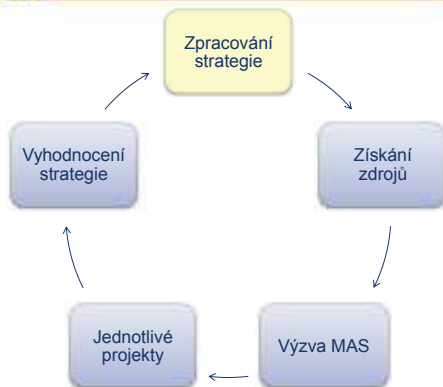 Zpracování
strategie
Získání
zdrojů
Výzva MAS
Jednotlivé
projekty
Vyhodnocení
strategie